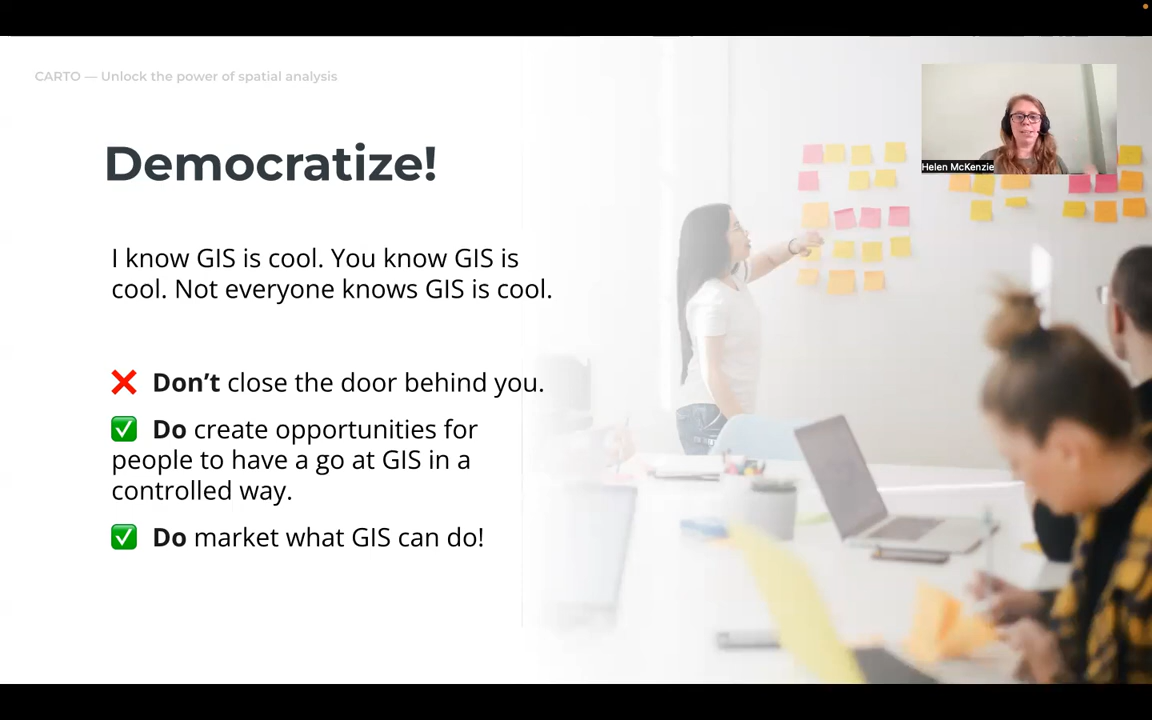 CARTO — Unlock the power of spatial analysis
Helen McKenzie
Democratize!
I know GIS is cool. You know GIS is
cool. Not everyone knows GIS is cool.
❌ Don’t close the door behind you.
✅ Do create opportunities for
people to have a go at GIS in a
controlled way.
✅ Do market what GIS can do!